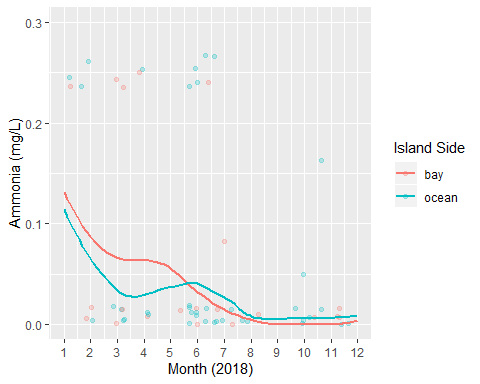 0.3
0.2
0.1
0.0
Ammonia (mg/L)
1 2 3 4 5 6 7 8 9 10 11 12
Month (2018)
Island Side
bay
ocean